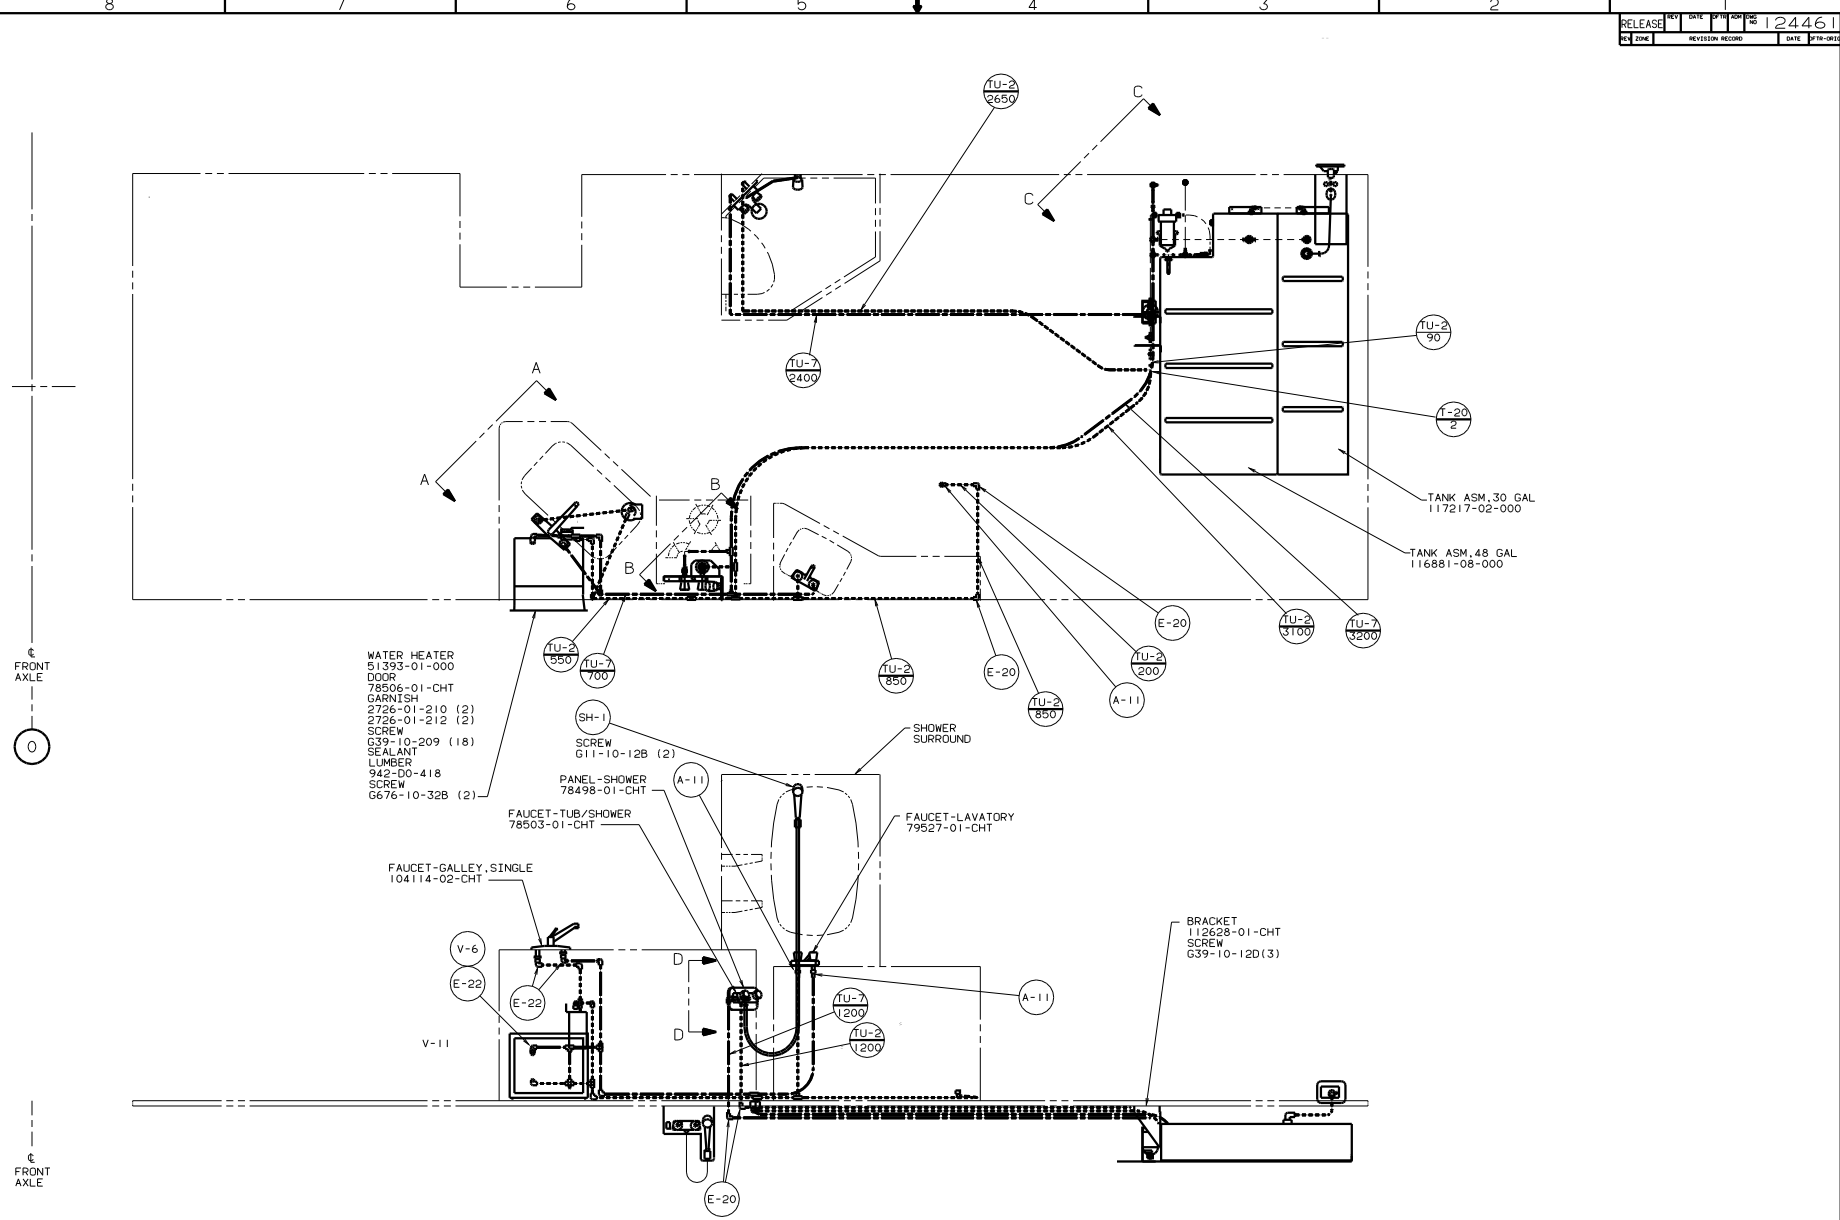 8 7 6 5 4 3 2 1
RELEASE REV DATE DFTR ADM DWG NO 124461
REV ZONE REVISION RECORD DATE DFTR-ORIG
TU-2
2650
C
C
TU-2
90
TU-7
2400
A
A
T-20
2
B
B
TANK ASM,30 GAL
117217-02-000
TANK ASM,48 GAL
116881-08-000
E-20
TU-2
3100
TU-7
3200
TU-2
550
TU-7
700
TU-2
850
E-20
TU-2
200
A-11
TU-2
850
℄
FRONT
AXLE
0
WATER HEATER
51393-01-000
DOOR
78506-01-CHT
GARNISH
2726-01-210 (2)
2726-01-212 (2)
SCREW
G39-10-209 (18)
SEALANT
LUMBER
942-D0-418
SCREW
G676-10-32B (2)
SH-1
SCREW
G11-10-12B (2)
SHOWER
SURROUND
PANEL-SHOWER
78498-01-CHT
A-11
FAUCET-TUB/SHOWER
78503-01-CHT
FAUCET-LAVATORY
79527-01-CHT
FAUCET-GALLEY,SINGLE
104114-02-CHT
BRACKET
112628-01-CHT
SCREW
G39-10-12D(3)
V-6
E-22
E-22
D
D
A-11
TU-7
1200
TU-2
1200
V-11
℄
FRONT
AXLE
E-20